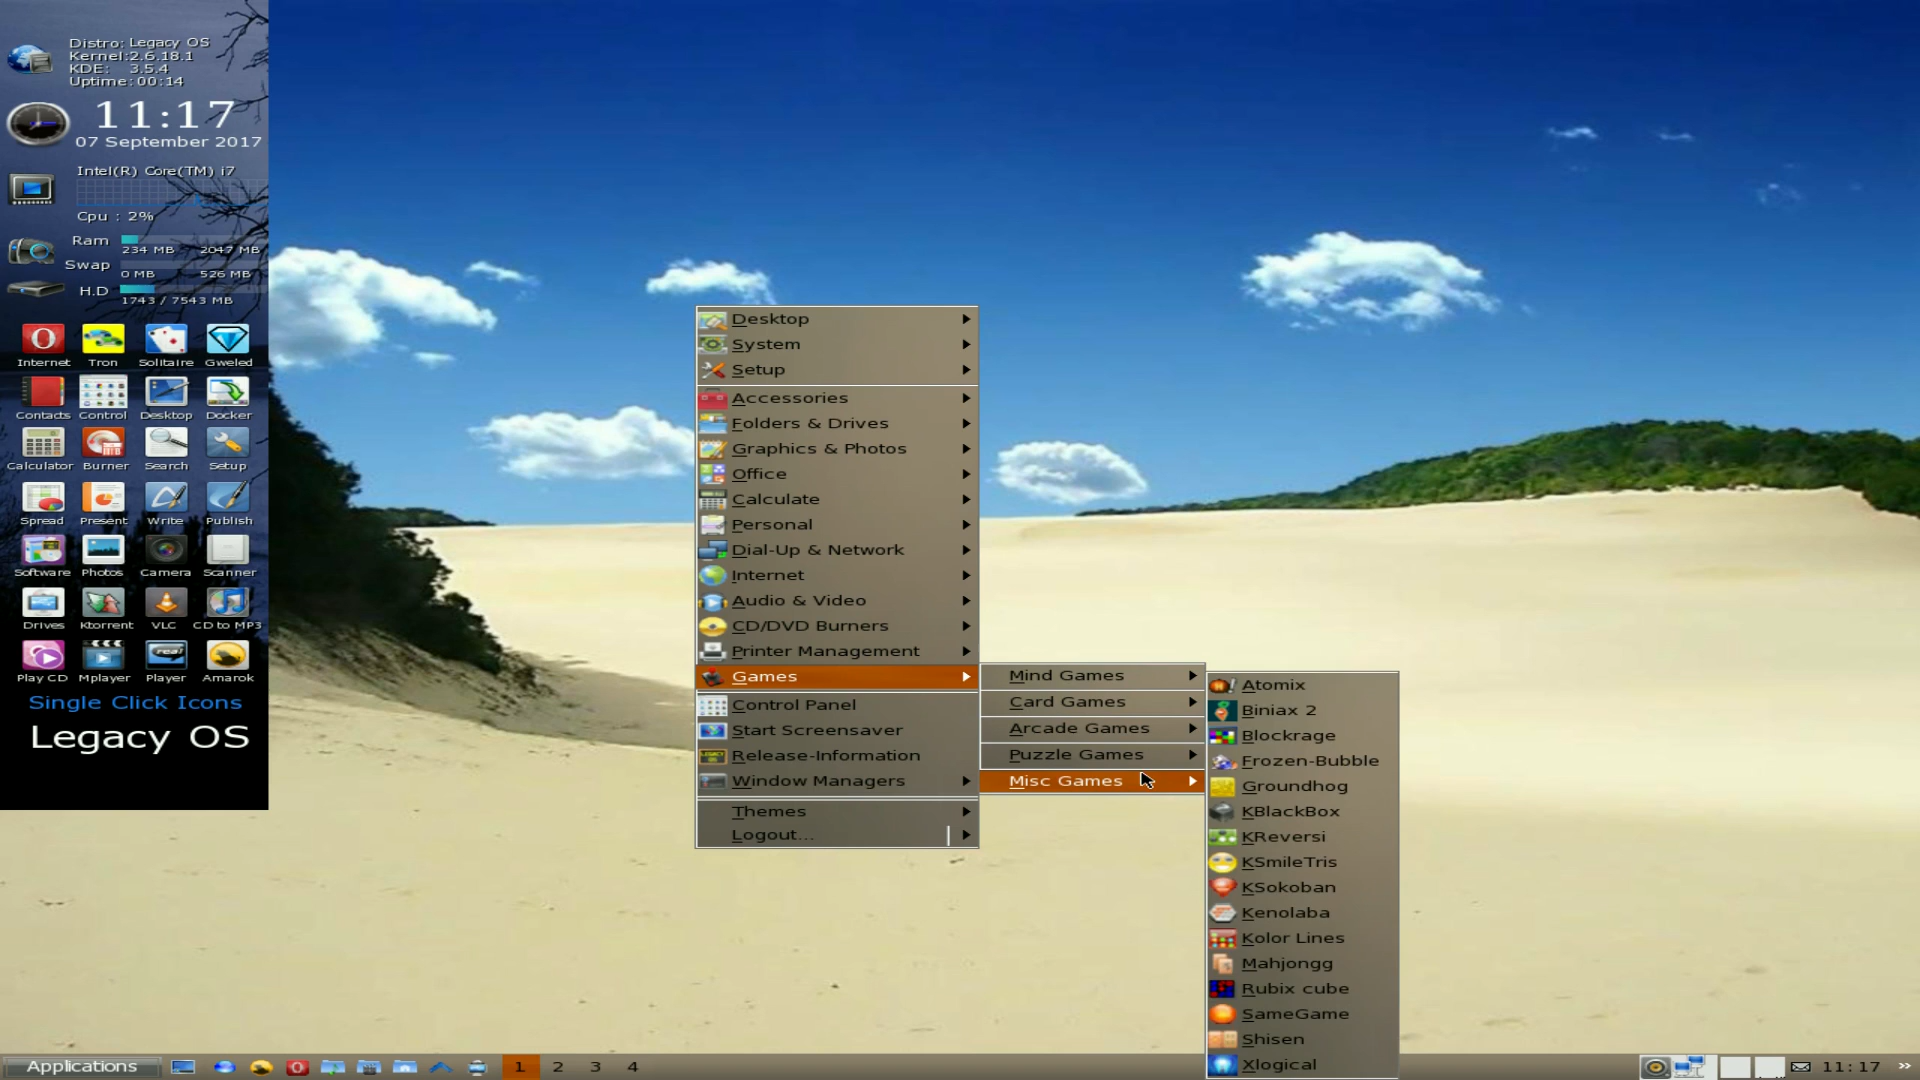 Distro: Legacy OS
Kernel:2.6.18.1
KDE: 3.5.4
Uptime: 00:14
11:17
07 September 2017
Intel(R) Core(TM) i7
Cpu : 2%
Ram
234 MB 2047 MB
Swap
0 MB 526 MB
H.D
1743 / 7543 MB
Internet Tron Solitaire Gweled
Contacts Control Desktop Docker
Calculator Burner Search Setup
Spread Present Write Publish
Software Photos Camera Scanner
Drives Ktorrent VLC CD to MP3
Play CD Mplayer Player Amarok
Single Click Icons
Legacy OS
Desktop
System
Setup
Accessories
Folders & Drives
Graphics & Photos
Office
Calculate
Personal
Dial-Up & Network
Internet
Audio & Video
CD/DVD Burners
Printer Management
Games
Control Panel
Start Screensaver
Release-Information
Window Managers
Themes
Logout...
Mind Games
Card Games
Arcade Games
Puzzle Games
Misc Games
Atomix
Biniax 2
Blockrage
Frozen-Bubble
Groundhog
KBlackBox
KReversi
KSmileTris
KSokoban
Kenolaba
Kolor Lines
Mahjongg
Rubix cube
SameGame
Shisen
Xlogical
Applications 1 2 3 4 11:17 »